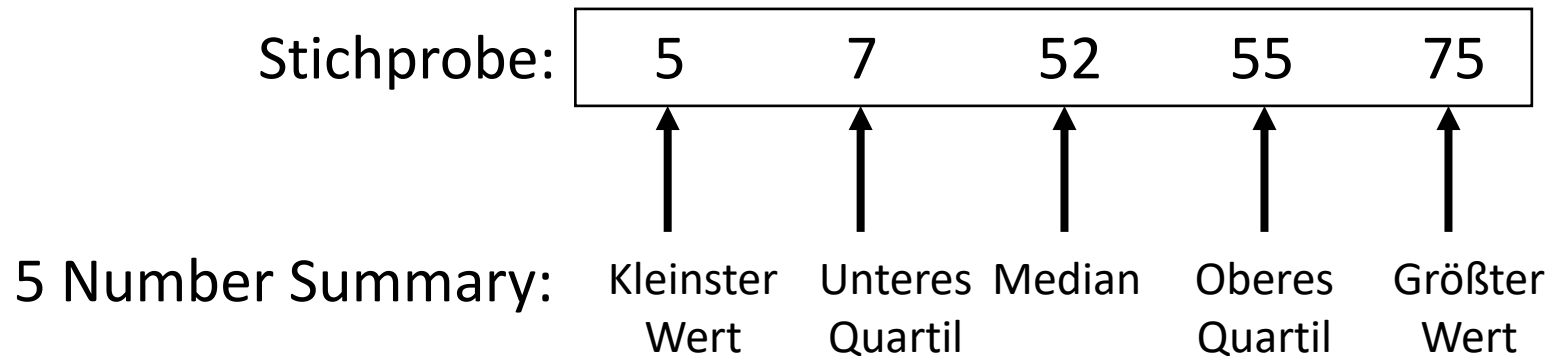 Stichprobe: 5 7 52 55 75
5 Number Summary: Kleinster Unteres Median Oberes Größter
Wert Quartil Quartil Wert